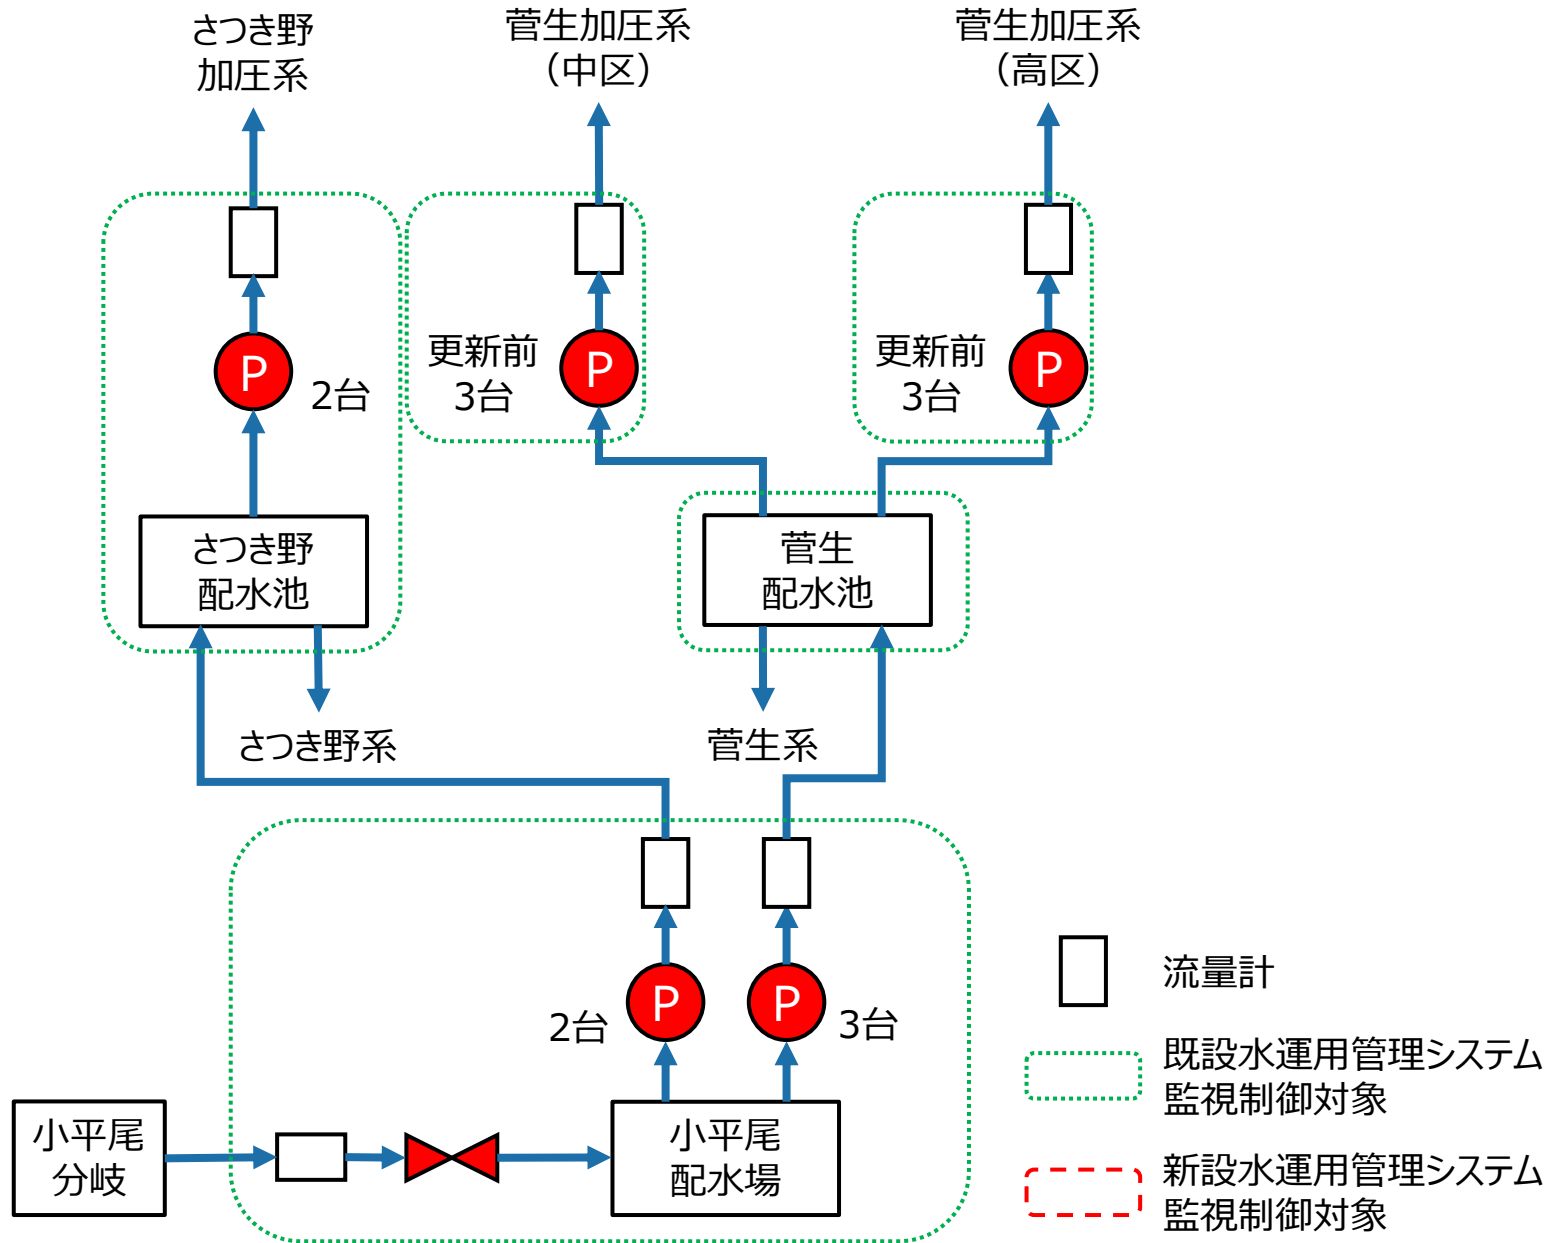 さつき野
加圧系
菅生加圧系
（中区）
菅生加圧系
（高区）
P
2台
更新前
3台
P
更新前
3台
P
さつき野
配水池
菅生
配水池
さつき野系
菅生系
2台
P
P
3台
小平尾
分岐
小平尾
配水場
流量計
既設水運用管理システム
監視制御対象
新設水運用管理システム
監視制御対象